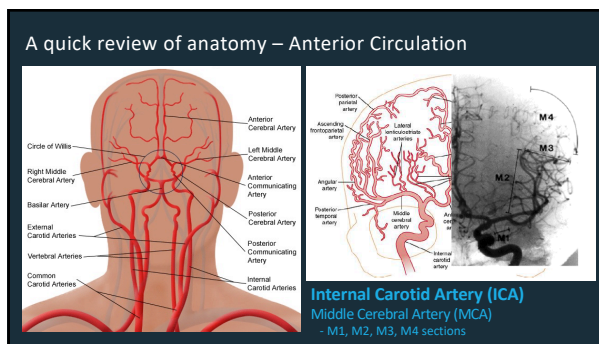 A quick review of anatomy – Anterior Circulation
Anterior
Cerebral Artery
Circle of Willis
Left Middle
Cerebral Artery
Right Middle
Cerebral Artery
Anterior
Communicating
Artery
Basilar Artery
Posterior
Cerebral Artery
External
Carotid Arteries
Posterior
Communicating
Artery
Vertebral Arteries
Internal
Carotid Arteries
Common
Carotid Arteries
Posterior
parietal
artery
Lateral
lenticulostriate
arteries
Ascending
frontoparietal
artery
Angular
artery
Posterior
temporal
artery
Middle
cerebral
artery
Internal
carotid
artery
M4
M3
M2
M1
Internal Carotid Artery (ICA)
Middle Cerebral Artery (MCA)
- M1, M2, M3, M4 sections